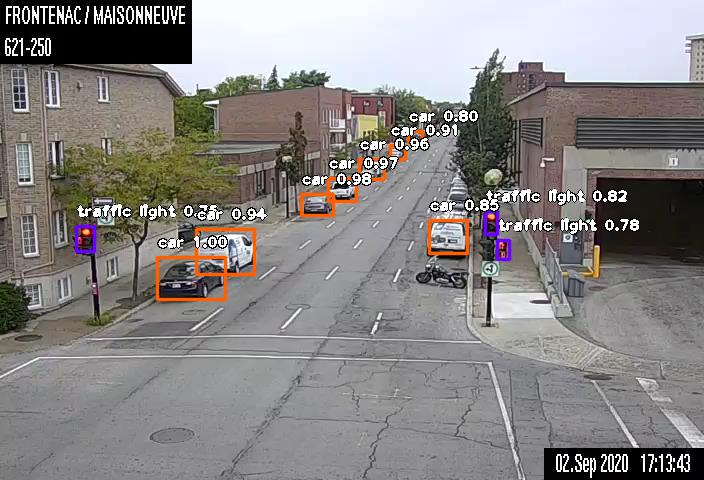 FRONTENAC / MAISONNEUVE
621-250
car 0.80
car 0.91
car 0.96
car 0.97
car 0.98
traffic light 0.75
car 0.94
car 0.85
traffic light 0.82
traffic light 0.78
car 1.00
1
02.Sep 2020 17:13:43